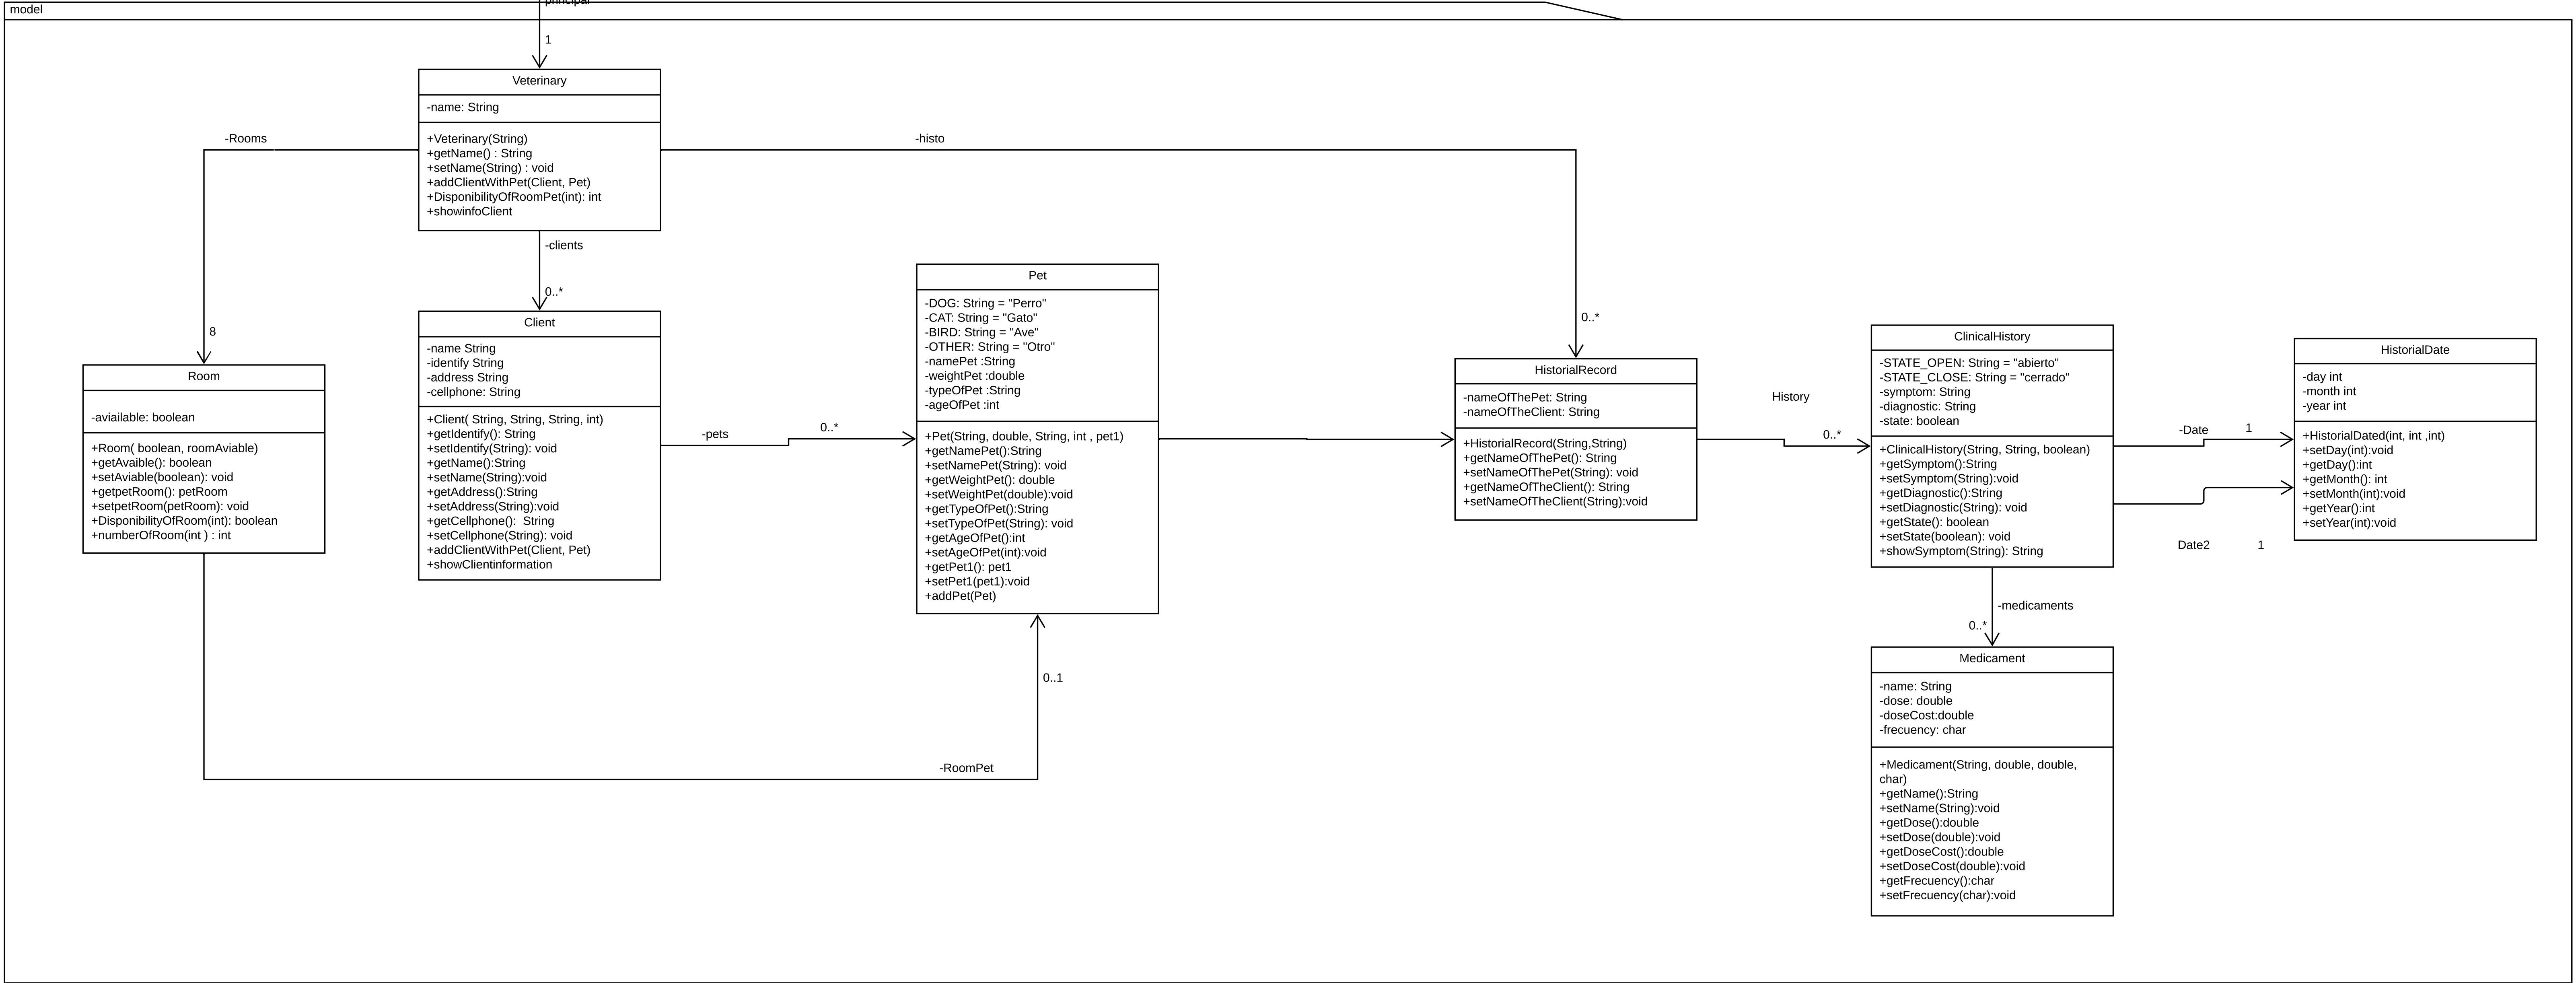 model
principal
1
Veterinary
-name: String
+Veterinary(String)
+getName() : String
+setName(String) : void
+addClientWithPet(Client, Pet)
+DisponibilityOfRoomPet(int): int
+showinfoClient
-Rooms
8
-histo
0..*
-clients
0..*
Room
-aviailable: boolean
+Room( boolean, roomAviable)
+getAvaible(): boolean
+setAviable(boolean): void
+getpetRoom(): petRoom
+setpetRoom(petRoom): void
+DisponibilityOfRoom(int): boolean
+numberOfRoom(int ) : int
Client
-name String
-identify String
-address String
-cellphone: String
+Client( String, String, String, int)
+getIdentify(): String
+setIdentify(String): void
+getName():String
+setName(String):void
+getAddress():String
+setAddress(String):void
+getCellphone():  String
+setCellphone(String): void
+addClientWithPet(Client, Pet)
+showClientinformation
-pets
0..*
Pet
-DOG: String = "Perro"
-CAT: String = "Gato"
-BIRD: String = "Ave"
-OTHER: String = "Otro"
-namePet :String
-weightPet :double
-typeOfPet :String
-ageOfPet :int
+Pet(String, double, String, int , pet1)
+getNamePet():String
+setNamePet(String): void
+getWeightPet(): double
+setWeightPet(double):void
+getTypeOfPet():String
+setTypeOfPet(String): void
+getAgeOfPet():int
+setAgeOfPet(int):void
+getPet1(): pet1
+setPet1(pet1):void
+addPet(Pet)
0..1
-RoomPet
HistorialRecord
-nameOfThePet: String
-nameOfTheClient: String
+HistorialRecord(String,String)
+getNameOfThePet(): String
+setNameOfThePet(String): void
+getNameOfTheClient(): String
+setNameOfTheClient(String):void
History
0..*
ClinicalHistory
-STATE_OPEN: String = "abierto"
-STATE_CLOSE: String = "cerrado"
-symptom: String
-diagnostic: String
-state: boolean
+ClinicalHistory(String, String, boolean)
+getSymptom():String
+setSymptom(String):void
+getDiagnostic():String
+setDiagnostic(String): void
+getState(): boolean
+setState(boolean): void
+showSymptom(String): String
-Date
1
Date2
1
HistorialDate
-day int
-month int
-year int
+HistorialDated(int, int ,int)
+setDay(int):void
+getDay():int
+getMonth(): int
+setMonth(int):void
+getYear():int
+setYear(int):void
-medicaments
0..*
Medicament
-name: String
-dose: double
-doseCost:double
-frecuency: char
+Medicament(String, double, double,
char)
+getName():String
+setName(String):void
+getDose():double
+setDose(double):void
+getDoseCost():double
+setDoseCost(double):void
+getFrecuency():char
+setFrecuency(char):void